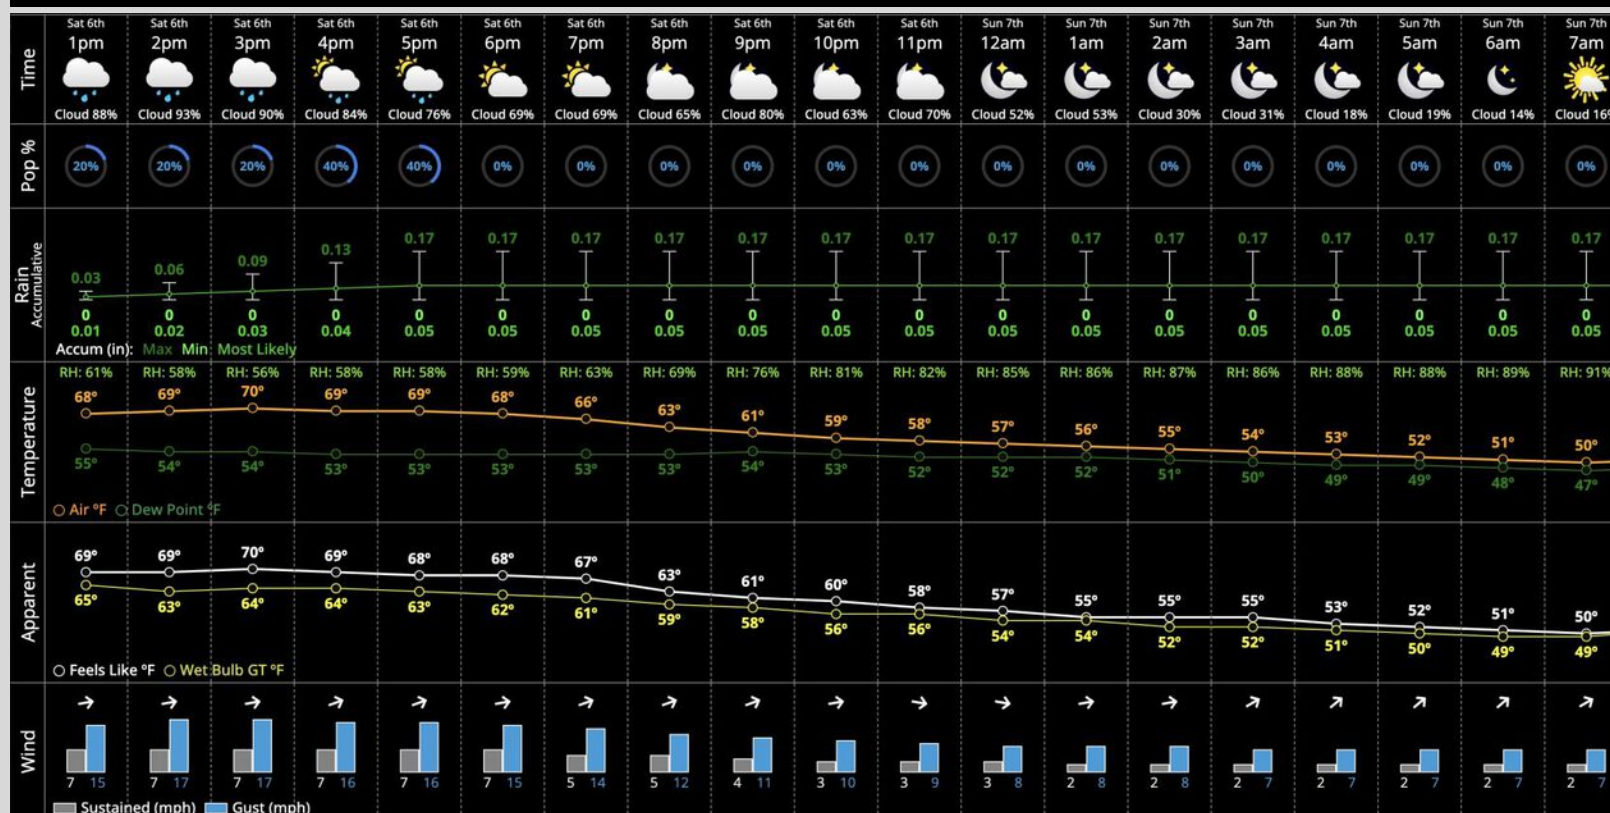 Sat 6th Sat 6th Sat 6th Sat 6th Sat 6th Sat 6th Sat 6th Sat 6th Sat 6th Sat 6th Sat 6th Sun 7th Sun 7th Sun 7th Sun 7th Sun 7th Sun 7th Sun 7th Sun 7th
Time 1pm 2pm 3pm 4pm 5pm 6pm 7pm 8pm 9pm 10pm 11pm 12am 1am 2am 3am 4am 5am 6am 7am
Cloud 88% Cloud 93% Cloud 90% Cloud 84% Cloud 76% Cloud 69% Cloud 69% Cloud 65% Cloud 80% Cloud 63% Cloud 70% Cloud 52% Cloud 53% Cloud 30% Cloud 31% Cloud 18% Cloud 19% Cloud 14% Cloud 16%
Pop % 20% 20% 20% 40% 40% 0% 0% 0% 0% 0% 0% 0% 0% 0% 0% 0% 0% 0% 0%
Rain Accumulative
0.03 0.06 0.09 0.13 0.17 0.17 0.17 0.17 0.17 0.17 0.17 0.17 0.17 0.17 0.17 0.17 0.17 0.17 0.17
0 0 0 0 0 0 0 0 0 0 0 0 0 0 0 0 0 0 0
0.01 0.02 0.03 0.04 0.05 0.05 0.05 0.05 0.05 0.05 0.05 0.05 0.05 0.05 0.05 0.05 0.05 0.05 0.05
Accum (in): Max Min Most Likely
Temperature
RH: 61% RH: 58% RH: 56% RH: 58% RH: 58% RH: 59% RH: 63% RH: 69% RH: 76% RH: 81% RH: 82% RH: 85% RH: 86% RH: 87% RH: 86% RH: 88% RH: 88% RH: 89% RH: 91%
68° 69° 70° 69° 69° 68° 66° 63° 61° 59° 58° 57° 56° 55° 54° 53° 52° 51° 50°
55° 54° 54° 53° 53° 53° 53° 53° 54° 53° 52° 52° 52° 51° 50° 49° 49° 48° 47°
Air °F Dew Point °F
Apparent
69° 69° 70° 69° 68° 68° 67° 63° 61° 60° 58° 57° 55° 55° 55° 53° 52° 51° 50°
65° 63° 64° 64° 63° 62° 61° 59° 58° 56° 56° 54° 54° 52° 52° 51° 50° 49° 49°
Feels Like °F Wet Bulb GT °F
Wind
7 15 7 17 7 17 7 16 7 16 7 15 5 14 5 12 4 11 3 10 3 9 3 8 2 8 2 8 2 7 2 7 2 7 2 7 2 7
Sustained (mph) Gust (mph)